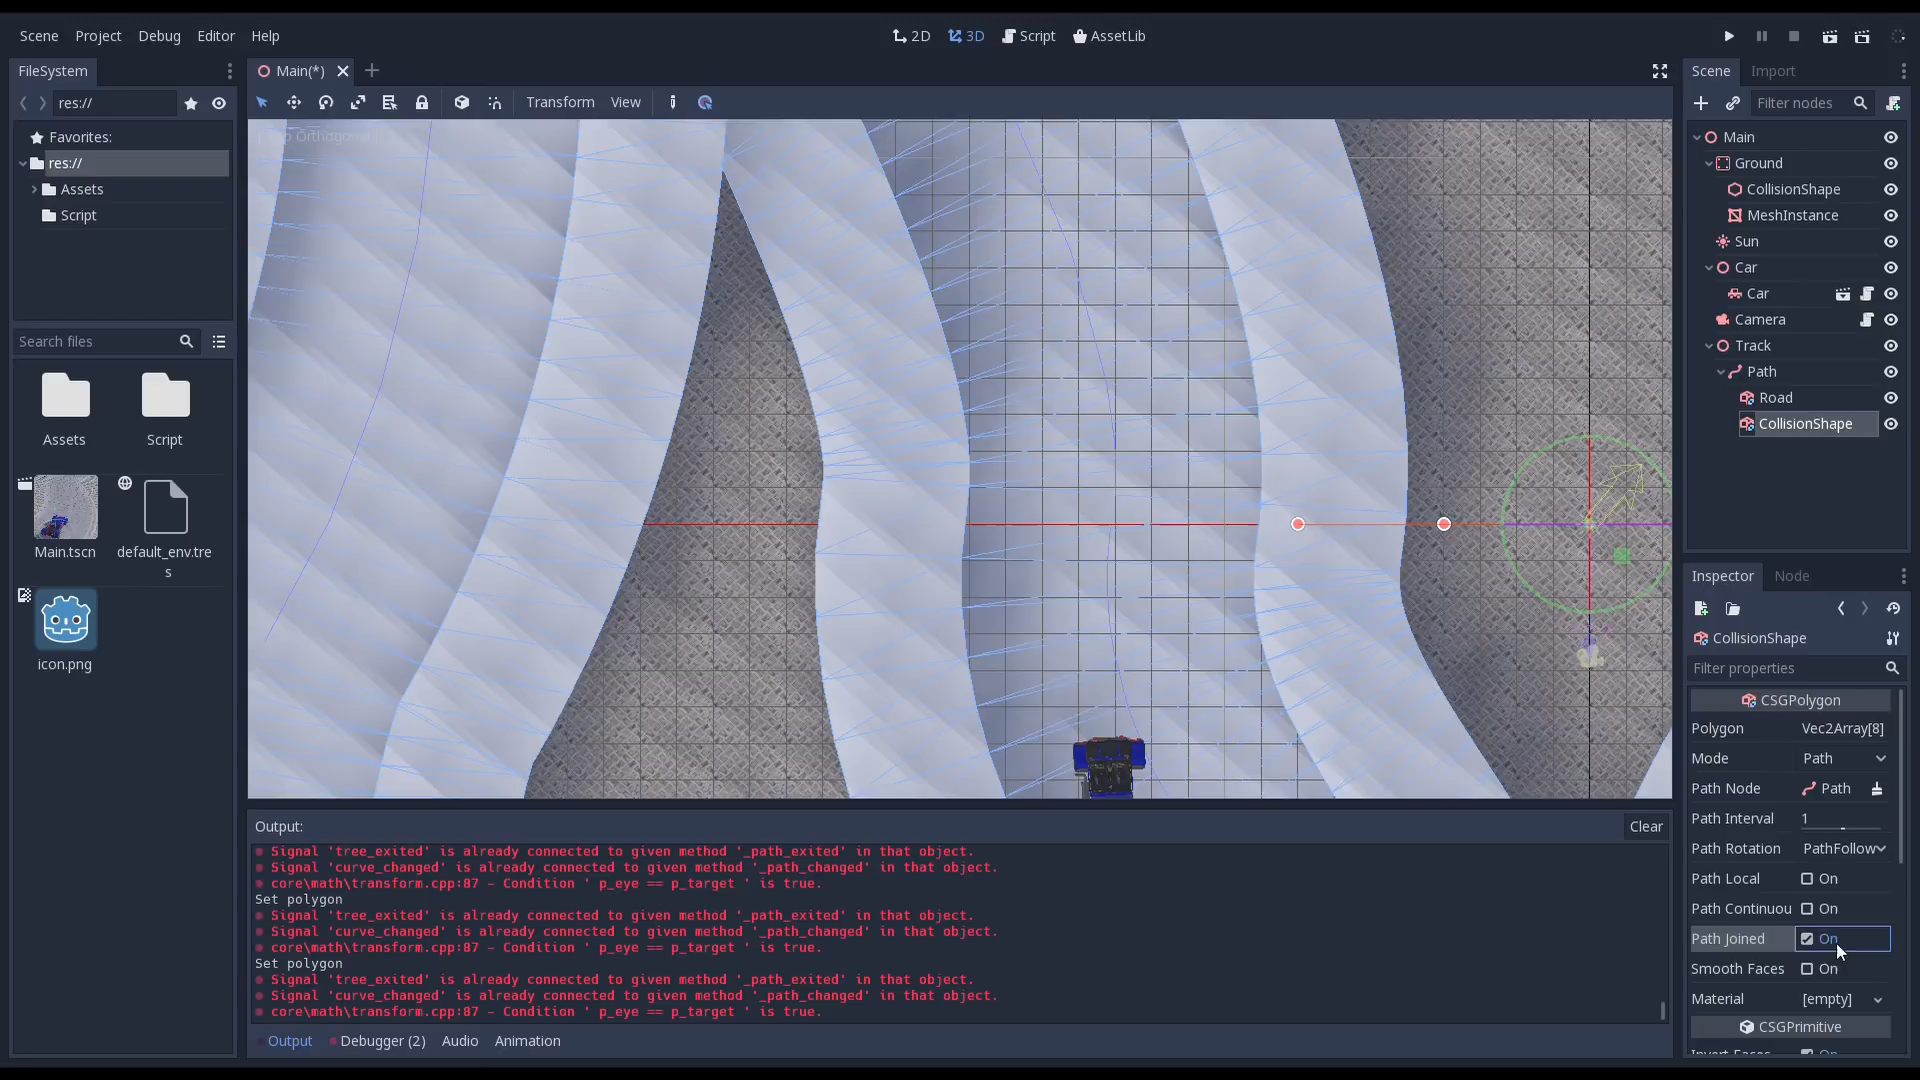 Scene Project Debug Editor Help
2D 3D Script AssetLib
FileSystem
Main(*)
Scene Import
res://
Transform View
Filter nodes
Favorites:
res://
Assets
Script
Search files
Assets
Script
Main.tscn
default_env.tre
s
icon.png
Orthogonal
Main
Ground
CollisionShape
MeshInstance
Sun
Car
Car
Camera
Track
Path
Road
CollisionShape
Inspector Node
CollisionShape
Filter properties
CSGPolygon
Polygon Vec2Array[8]
Mode Path
Path Node Path
Path Interval 1
Path Rotation PathFollow
Path Local On
Path Continuou On
Path Joined On
Smooth Faces On
Material [empty]
CSGPrimitive
Invert Faces On
Output:
Clear
Signal 'tree_exited' is already connected to given method '_path_exited' in that object.
Signal 'curve_changed' is already connected to given method '_path_changed' in that object.
core\math\transform.cpp:87 - Condition ' p_eye == p_target ' is true.
Set polygon
Signal 'tree_exited' is already connected to given method '_path_exited' in that object.
Signal 'curve_changed' is already connected to given method '_path_changed' in that object.
core\math\transform.cpp:87 - Condition ' p_eye == p_target ' is true.
Set polygon
Signal 'tree_exited' is already connected to given method '_path_exited' in that object.
Signal 'curve_changed' is already connected to given method '_path_changed' in that object.
core\math\transform.cpp:87 - Condition ' p_eye == p_target ' is true.
Output Debugger (2) Audio Animation